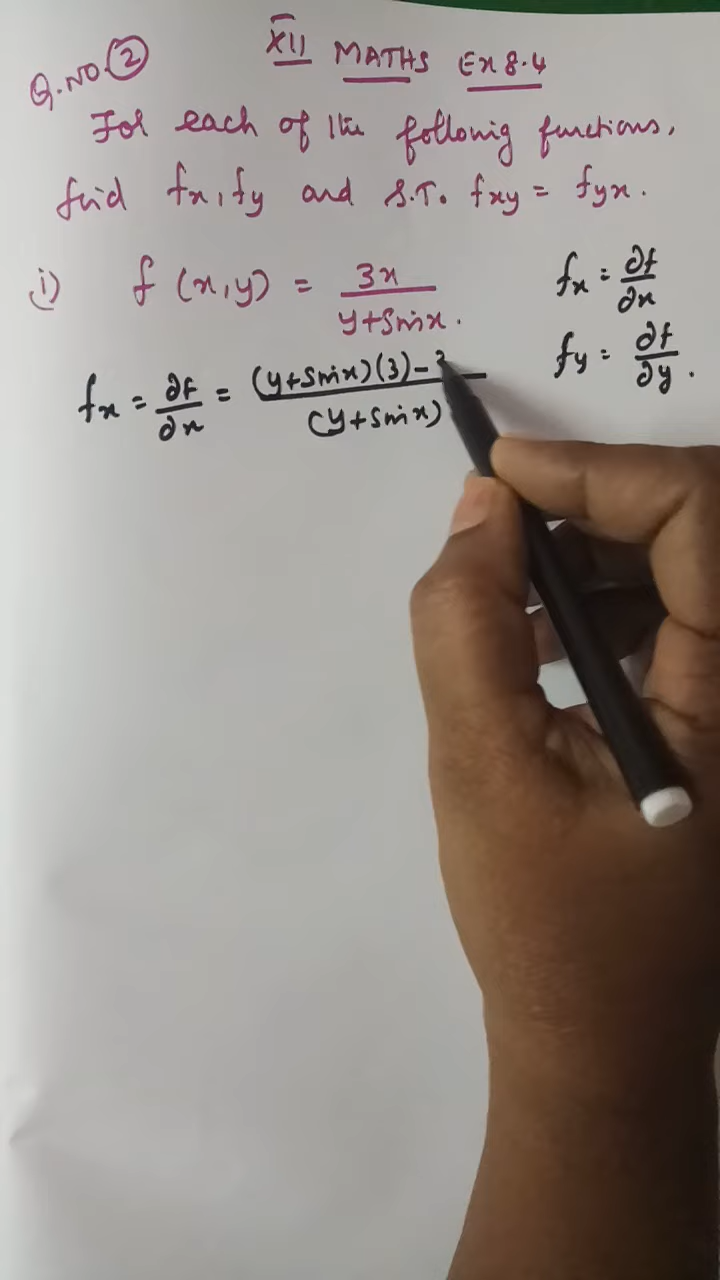 XII MATHS Ex 8.4
Q.NO. 2
For each of the following functions,
find fx, fy and S.T. fxy = fyx.
i) f (x,y) = 3x / y+Sinx.
fx = ∂f/∂x
fy = ∂f/∂y.
fx = ∂f/∂x = (y+Sinx)(3) - 3 / (y+Sinx)